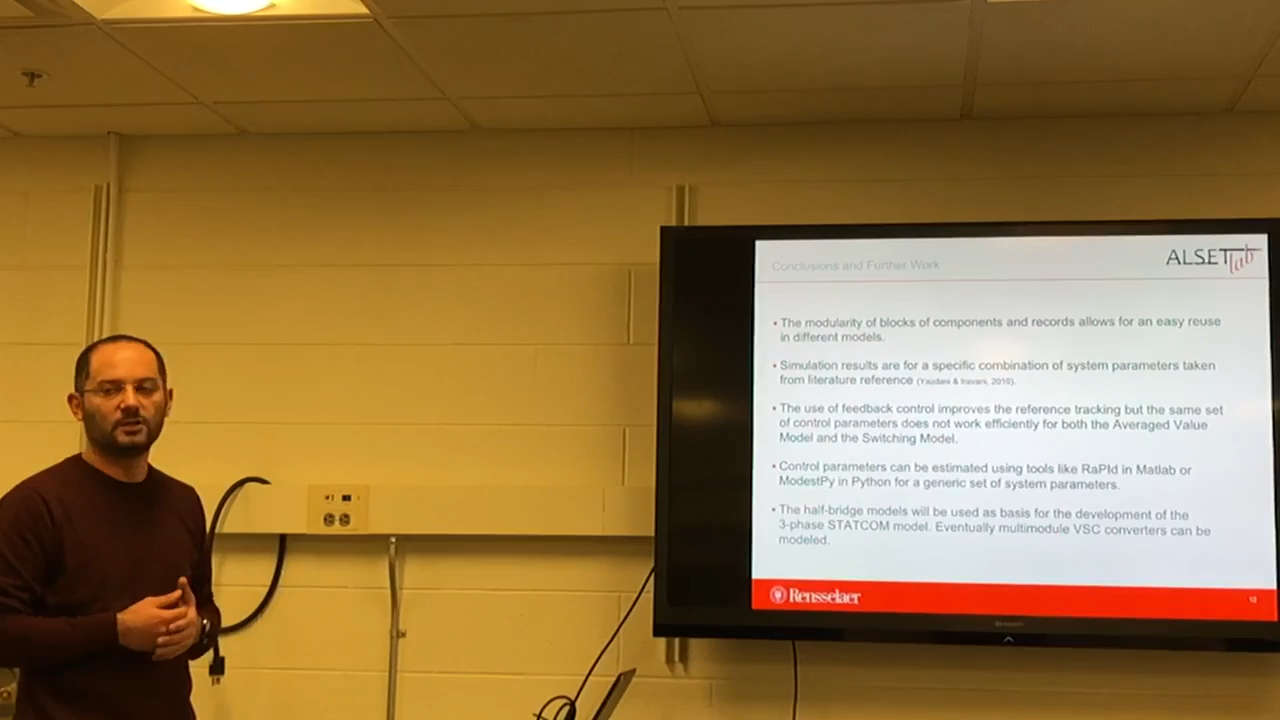 ALSET lab
Conclusions and Further Work
• The modularity of blocks of components and records allows for an easy reuse
in different models.
• Simulation results are for a specific combination of system parameters taken
from literature reference (Yazdani & Iravani, 2010).
• The use of feedback control improves the reference tracking but the same set
of control parameters does not work efficiently for both the Averaged Value
Model and the Switching Model.
• Control parameters can be estimated using tools like RaPId in Matlab or
ModestPy in Python for a generic set of system parameters.
• The half-bridge models will be used as basis for the development of the
3-phase STATCOM model. Eventually multimodule VSC converters can be
modeled.
Rensselaer